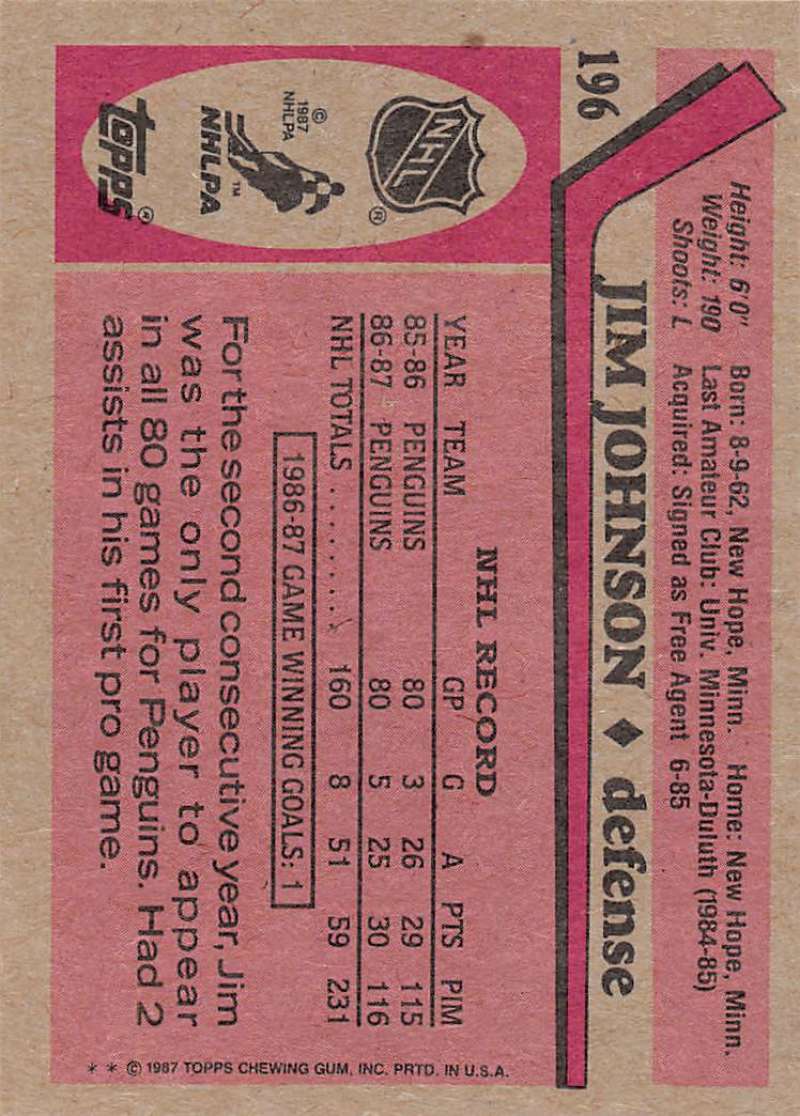 196
JIM JOHNSON ♦ defense
Height: 6'0" Born: 8-9-62, New Hope, Minn. Home: New Hope, Minn.
Weight: 190 Last Amateur Club: Univ. Minnesota-Duluth (1984-85)
Shoots: L Acquired: Signed as Free Agent 6-85
NHL
®
© 1987 NHLPA
NHLPA
TM
TOPPS
®
NHL RECORD
YEAR TEAM GP G A PTS PIM
85-86 PENGUINS 80 3 26 29 115
86-87 PENGUINS 80 5 25 30 116
NHL TOTALS ......... 160 8 51 59 231
1986-87 GAME WINNING GOALS: 1
For the second consecutive year, Jim
was the only player to appear
in all 80 games for Penguins. Had 2
assists in his first pro game.
* * © 1987 TOPPS CHEWING GUM, INC. PRTD. IN U.S.A.